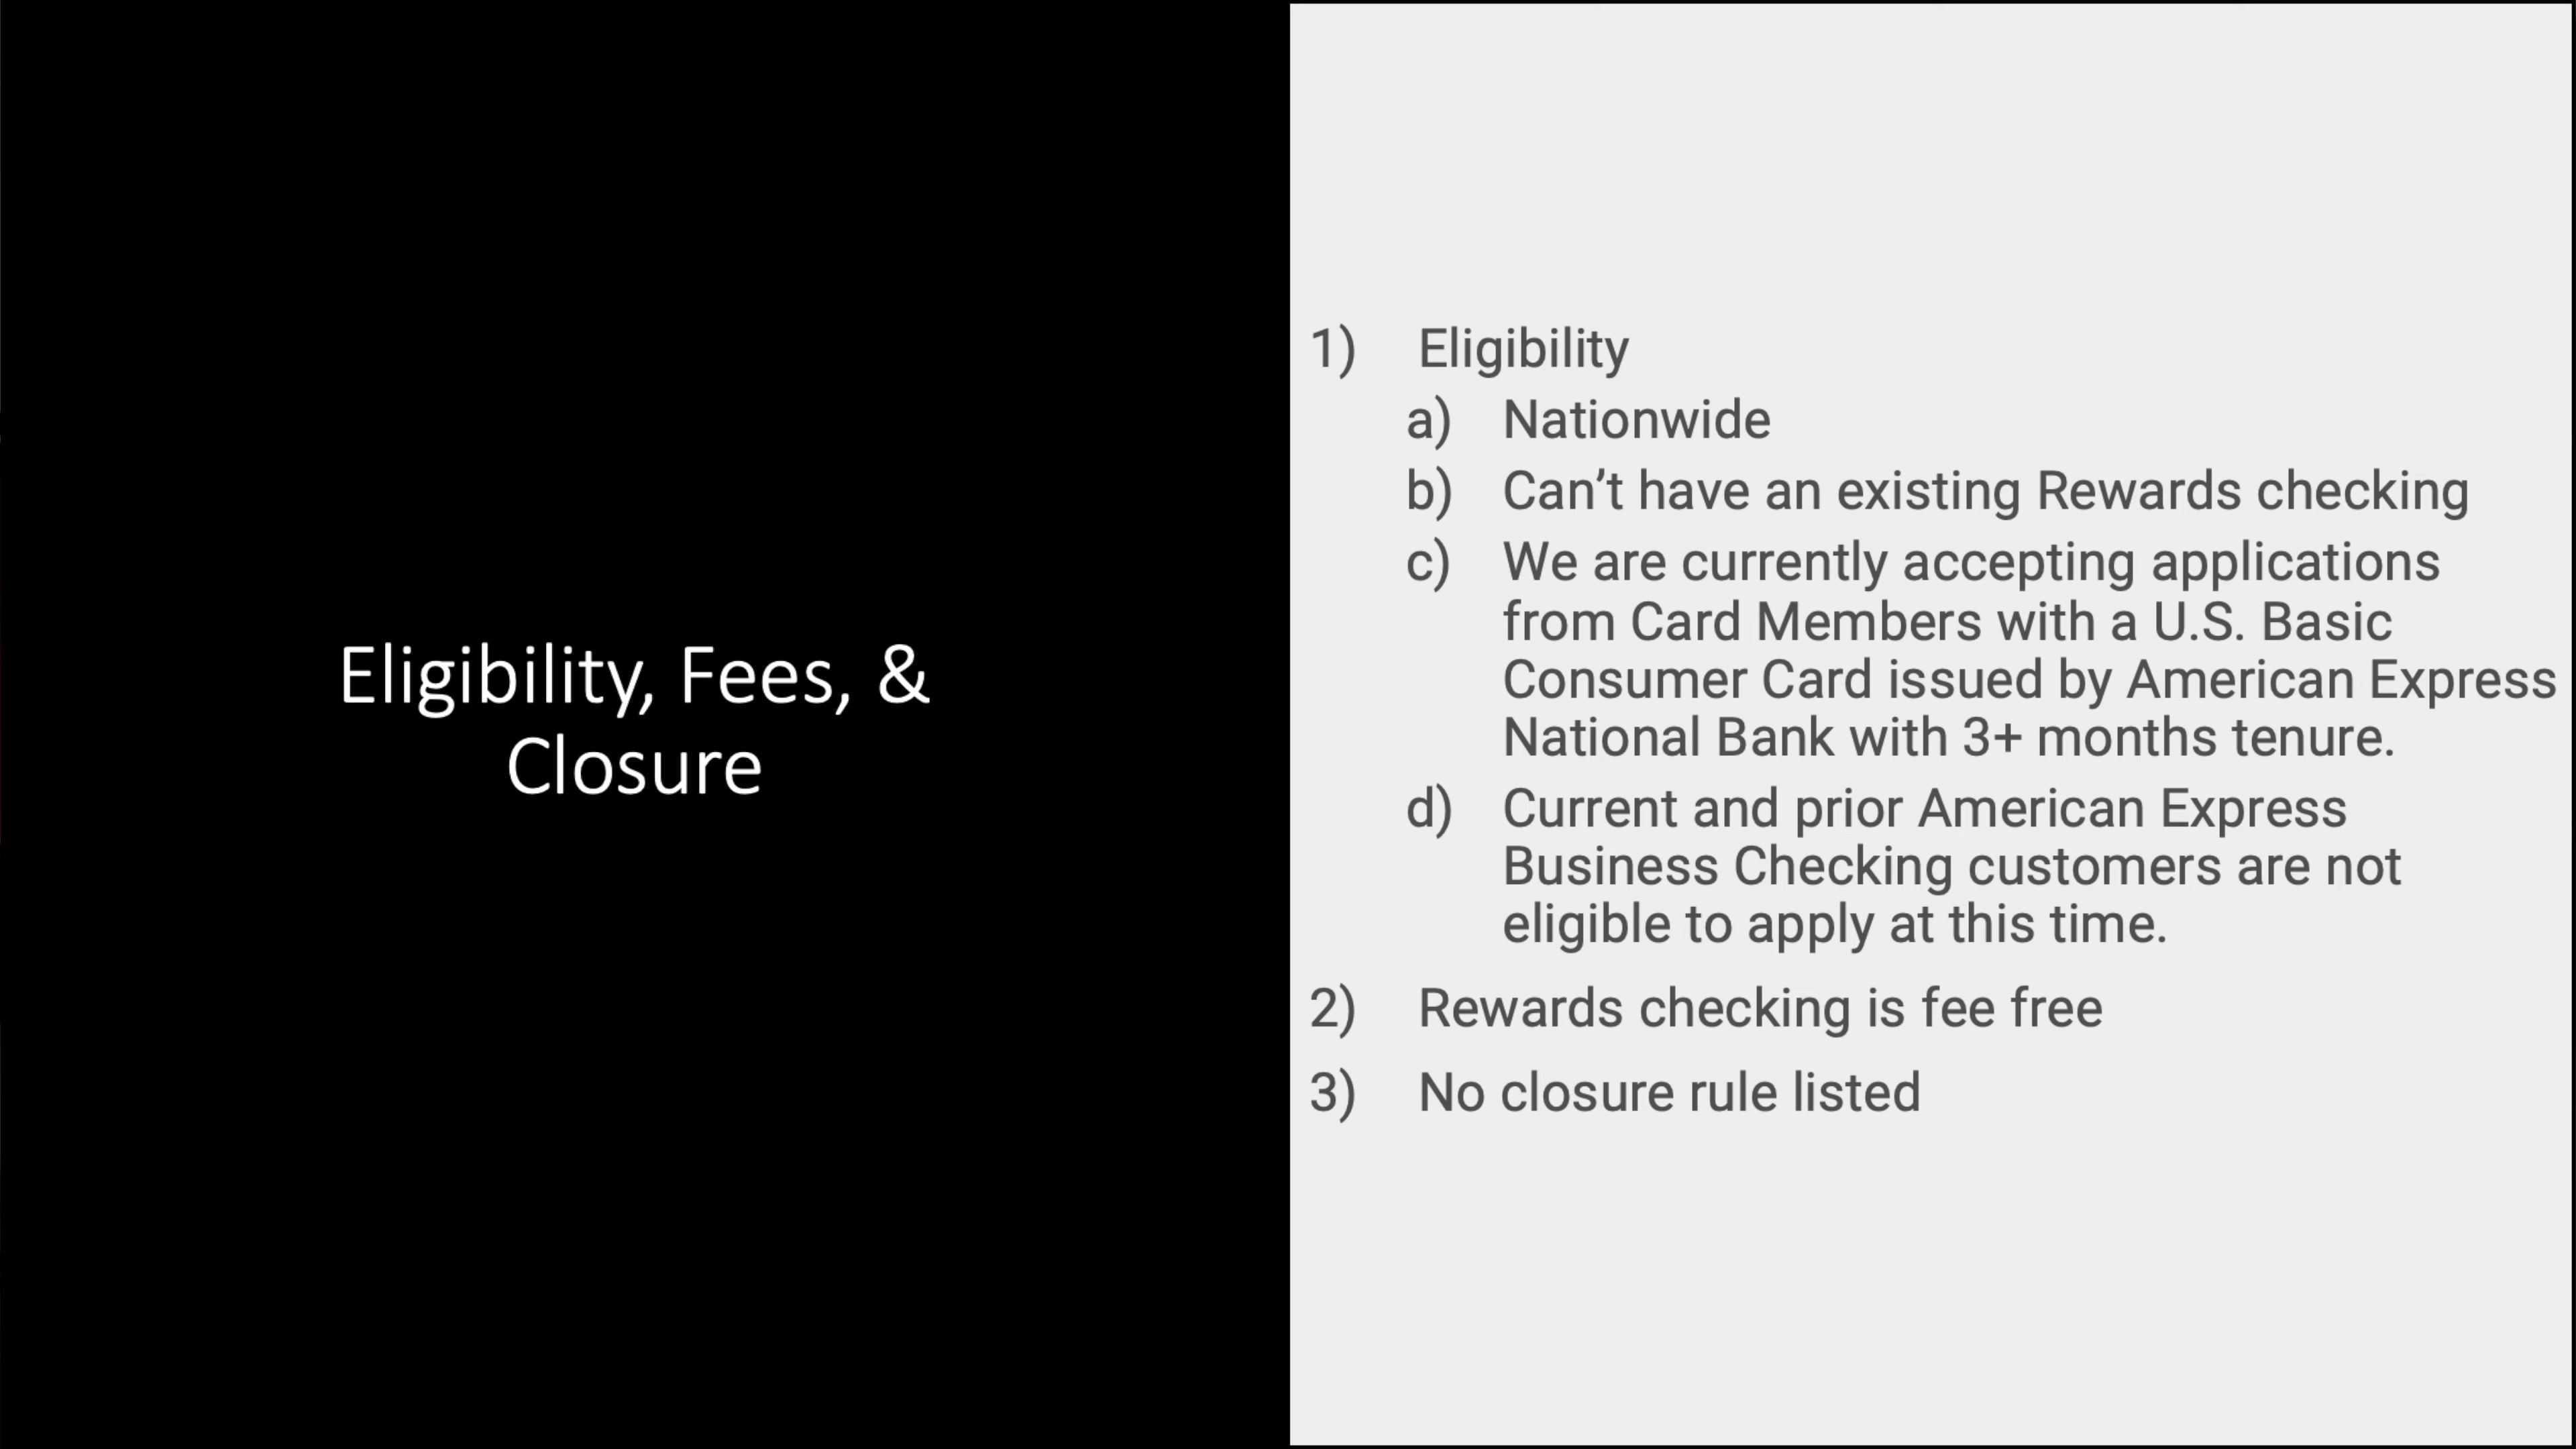 Eligibility, Fees, &
Closure
1) Eligibility
a) Nationwide
b) Can’t have an existing Rewards checking
c) We are currently accepting applications
from Card Members with a U.S. Basic
Consumer Card issued by American Express
National Bank with 3+ months tenure.
d) Current and prior American Express
Business Checking customers are not
eligible to apply at this time.
2) Rewards checking is fee free
3) No closure rule listed